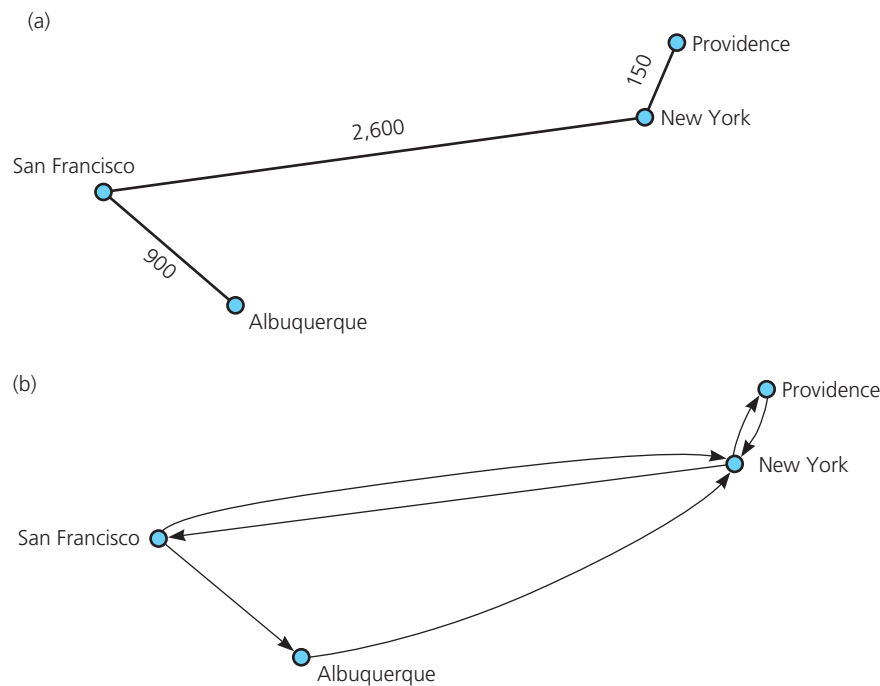 (a)
Providence
150
New York
2,600
San Francisco
900
Albuquerque
(b)
Providence
New York
San Francisco
Albuquerque